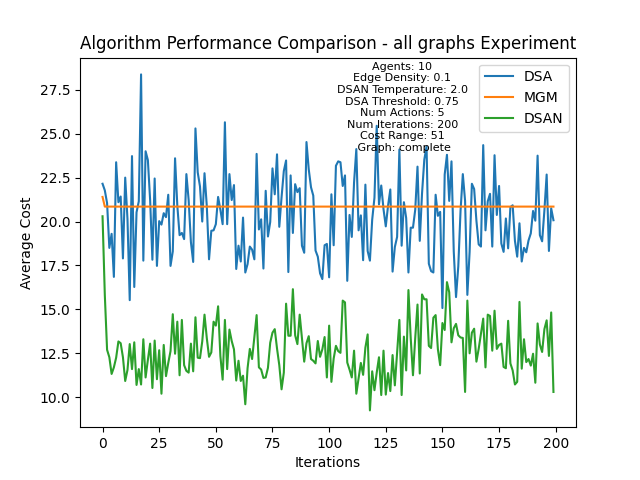 Algorithm Performance Comparison - all graphs Experiment
Agents: 10
Edge Density: 0.1
DSAN Temperature: 2.0
DSA Threshold: 0.75
Num Actions: 5
Num Iterations: 200
Cost Range: 51
Graph: complete
DSA
MGM
DSAN
Average Cost
27.5
25.0
22.5
20.0
17.5
15.0
12.5
10.0
0 25 50 75 100 125 150 175 200
Iterations